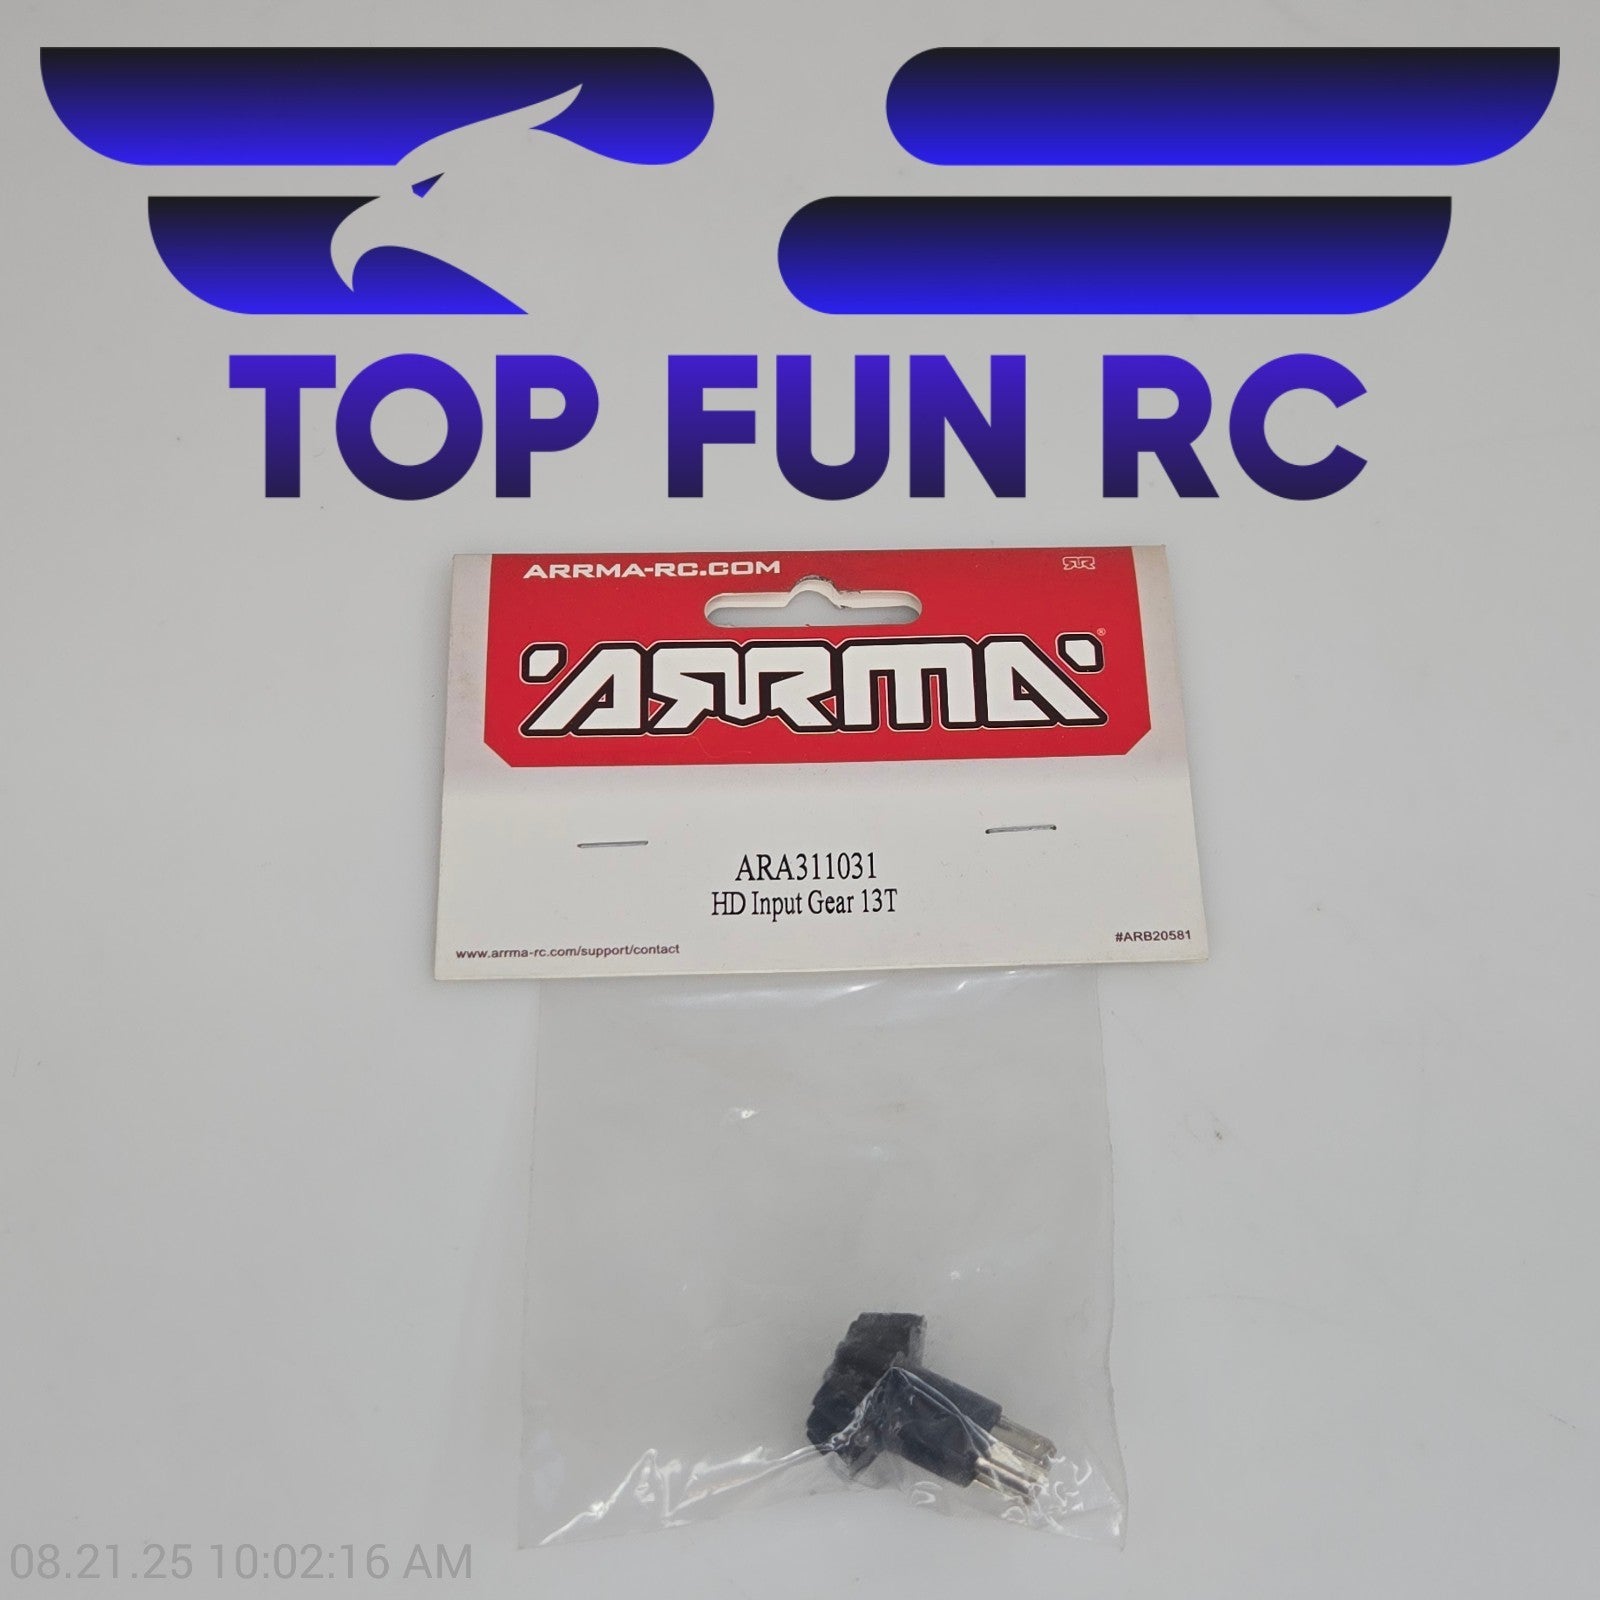 TOP FUN RC
ARRMA-RC.COM
ARRMA®
ARA311031
HD Input Gear 13T
www.arrma-rc.com/support/contact
#ARB20581
08.21.25 10:02:16 AM